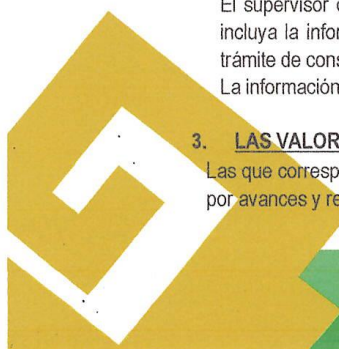 El supervisor
incluya la infor
trámite de cons
La información
3. LAS VALOR
Las que corresp
por avances y re